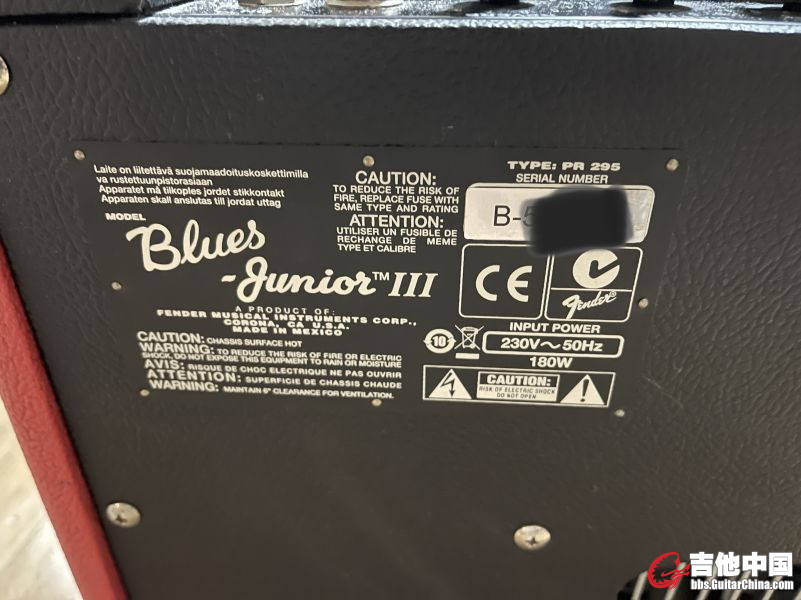 Laite on liitettävä suojamaadoituskoskettimilla
va rustettuunpistorasiaan
Apparatet må tilkoples jordet stikkontakt
Apparaten skall anslutas till jordat uttag
MODEL
Blues
-Junior™ III
A PRODUCT OF:
FENDER MUSICAL INSTRUMENTS CORP.,
CORONA, CA U.S.A.
MADE IN MEXICO
CAUTION: CHASSIS SURFACE HOT
WARNING: TO REDUCE THE RISK OF FIRE OR ELECTRIC
SHOCK, DO NOT EXPOSE THIS EQUIPMENT TO RAIN OR MOISTURE
AVIS: RISQUE DE CHOC ELECTRIQUE NE PAS OUVRIR
ATTENTION: SUPERFICIE DE CHASSIS CHAUDE
WARNING: MAINTAIN 6" CLEARANCE FOR VENTILATION.
CAUTION:
TO REDUCE THE RISK OF
FIRE, REPLACE FUSE WITH
SAME TYPE AND RATING
ATTENTION:
UTILISER UN FUSIBLE DE
RECHANGE DE MEME
TYPE ET CALIBRE
TYPE: PR 295
SERIAL NUMBER
B-5
CE
Fender
INPUT POWER
10
230V～50Hz
180W
CAUTION:
RISK OF ELECTRIC SHOCK
DO NOT OPEN
吉他中国
bbs.GuitarChina.com